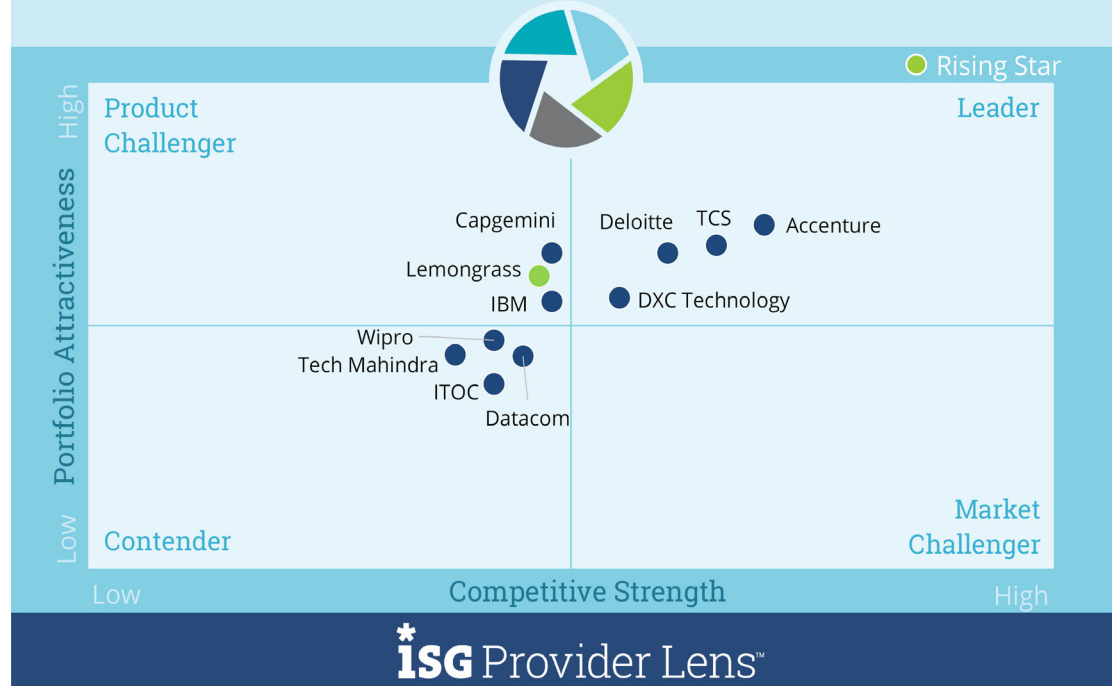 Rising Star
High
Product
Challenger
Leader
Portfolio Attractiveness
Capgemini
Deloitte
TCS
Accenture
Lemongrass
IBM
DXC Technology
Wipro
Tech Mahindra
ITOC
Datacom
Low
Contender
Market
Challenger
Low
Competitive Strength
High
*iSG Provider Lens™